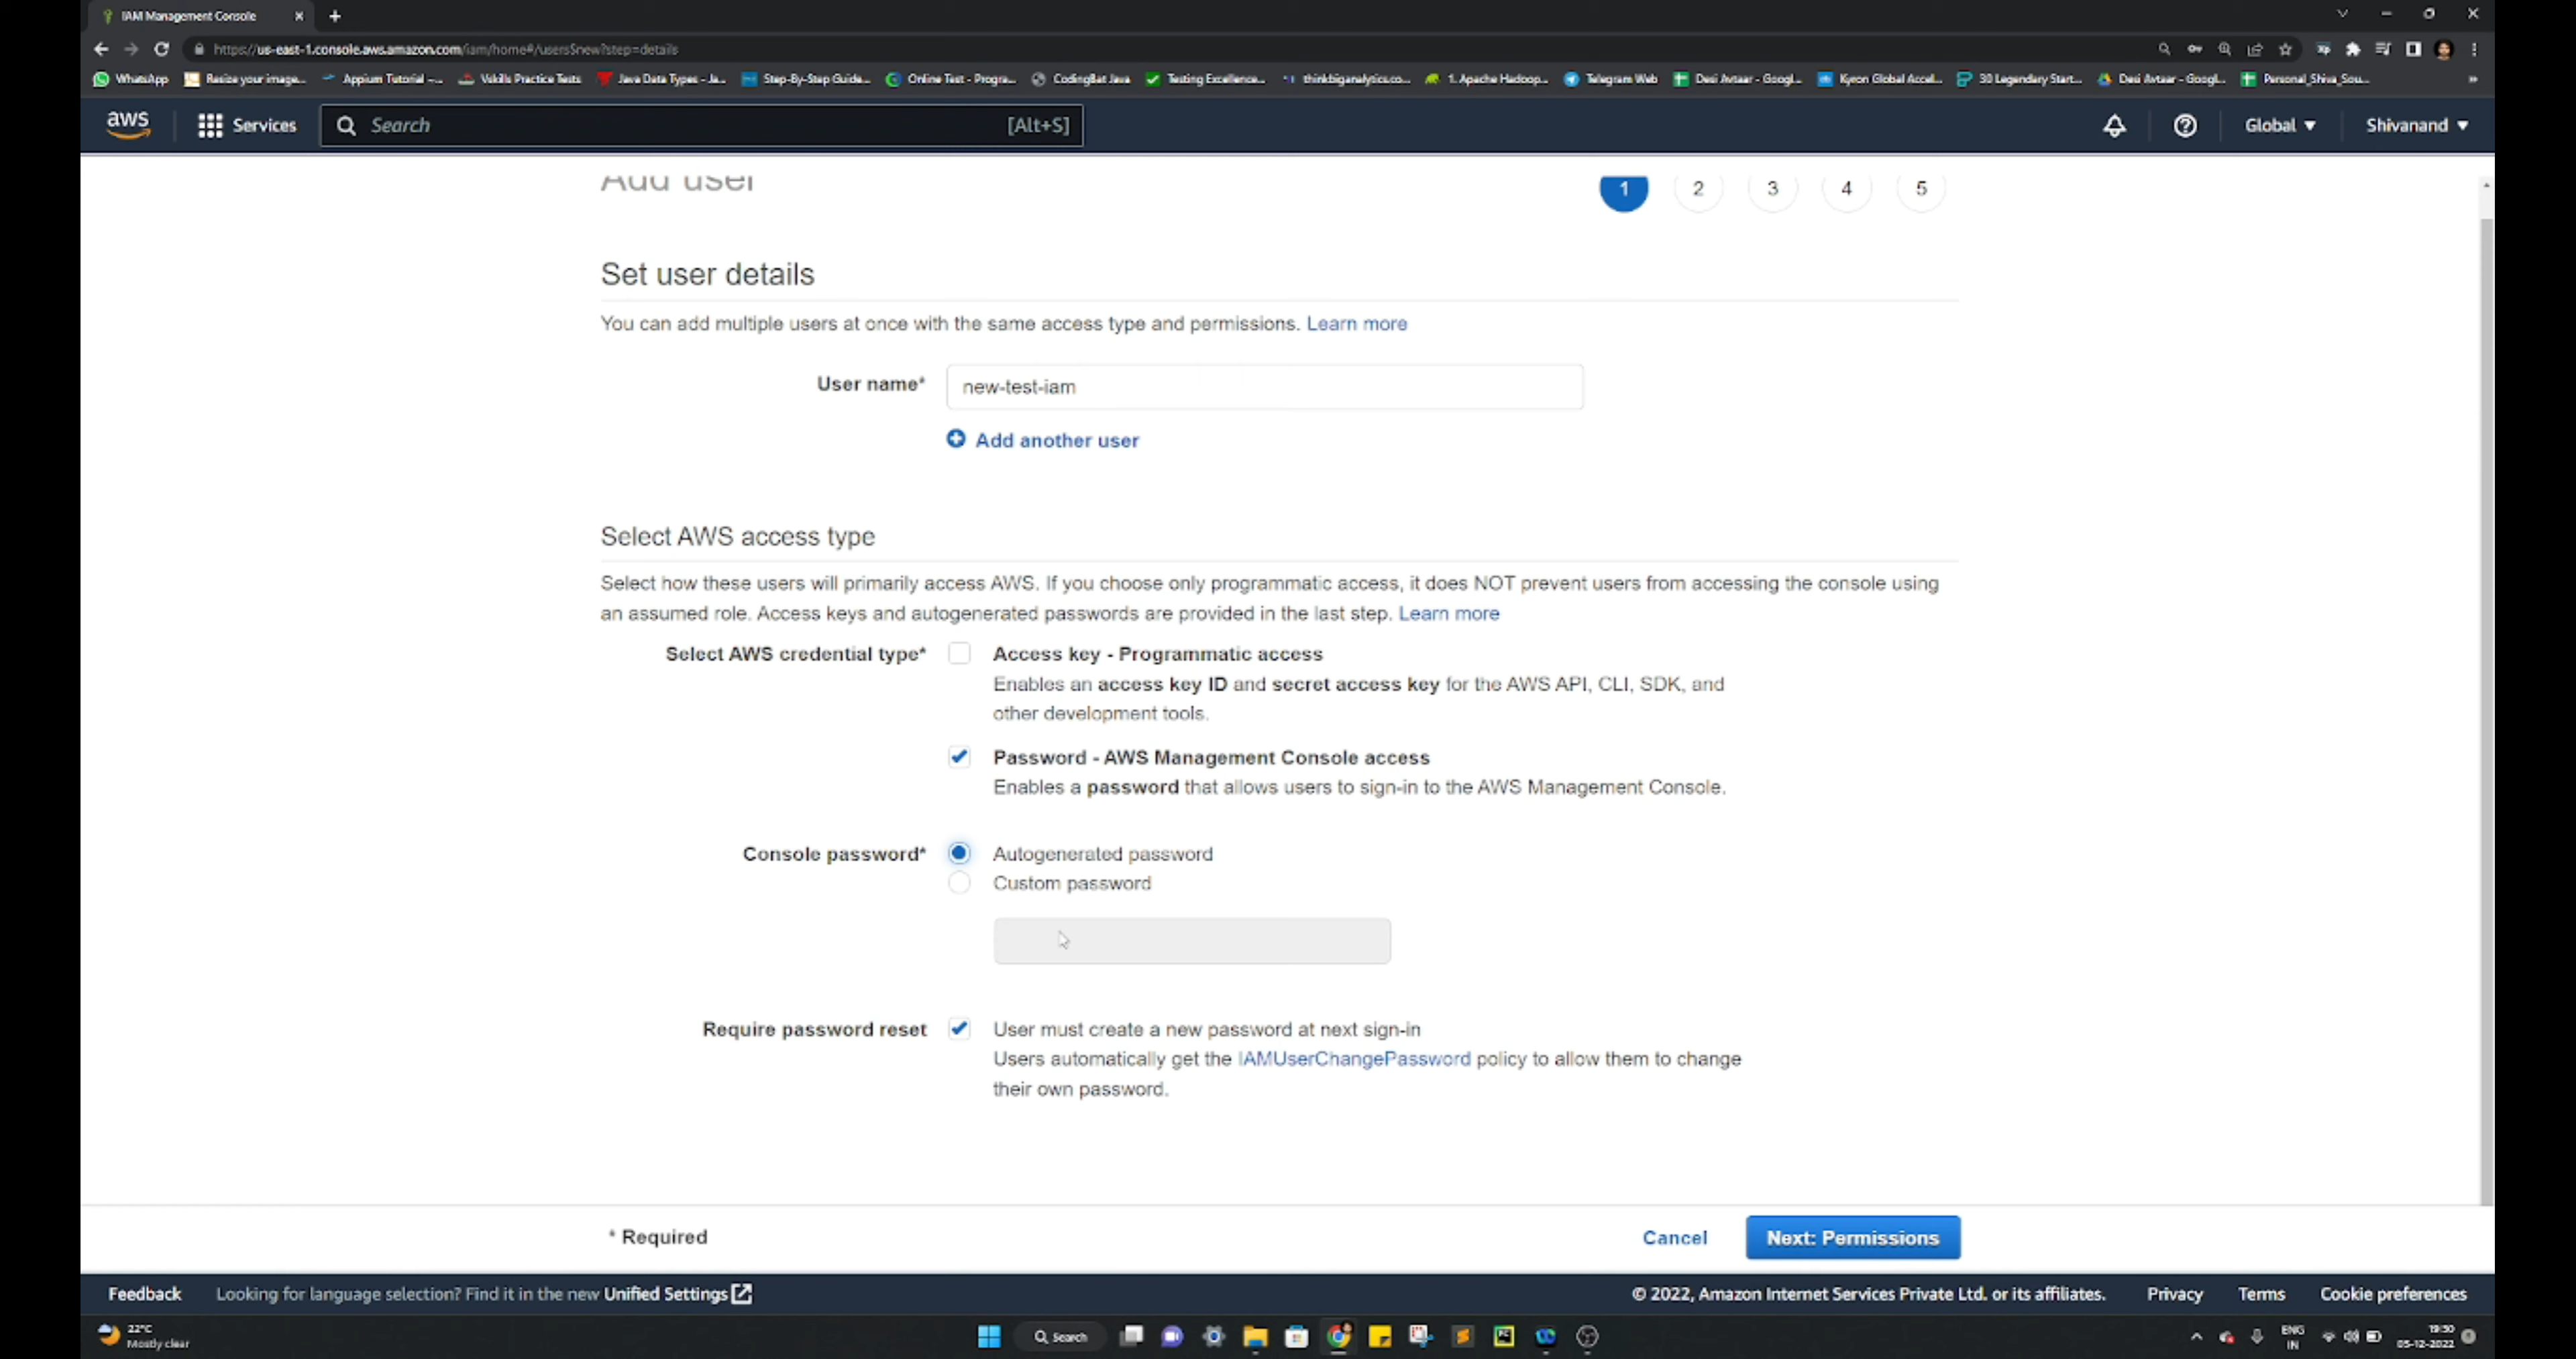 IAM Management Console
https://us-east-1.console.aws.amazon.com/iam/home#/users$new?step=details
WhatsApp Resize your image... Appium Tutorial -... Vskills Practice Tests Java Data Types - Ja... Step-By-Step Guide... Online Test - Progra... CodingBat Java Testing Excellence... thinkbiganalytics.co... 1. Apache Hadoop... Telegram Web Desi Avtaar - Googl... Kyron Global Accel... 30 Legendary Start... Desi Avtaar - Googl... Personal_Shiva_Sou... »
aws Services Search [Alt+S] Global Shivanand
Add user 1 2 3 4 5
Set user details
You can add multiple users at once with the same access type and permissions. Learn more
User name* new-test-iam
Add another user
Select AWS access type
Select how these users will primarily access AWS. If you choose only programmatic access, it does NOT prevent users from accessing the console using
an assumed role. Access keys and autogenerated passwords are provided in the last step. Learn more
Select AWS credential type* Access key - Programmatic access
Enables an access key ID and secret access key for the AWS API, CLI, SDK, and
other development tools.
Password - AWS Management Console access
Enables a password that allows users to sign-in to the AWS Management Console.
Console password* Autogenerated password
Custom password
Require password reset User must create a new password at next sign-in
Users automatically get the IAMUserChangePassword policy to allow them to change
their own password.
* Required Cancel Next: Permissions
Feedback Looking for language selection? Find it in the new Unified Settings © 2022, Amazon Internet Services Private Ltd. or its affiliates. Privacy Terms Cookie preferences
22°C
Mostly clear
Search
ENG
IN
19:30
05-12-2022